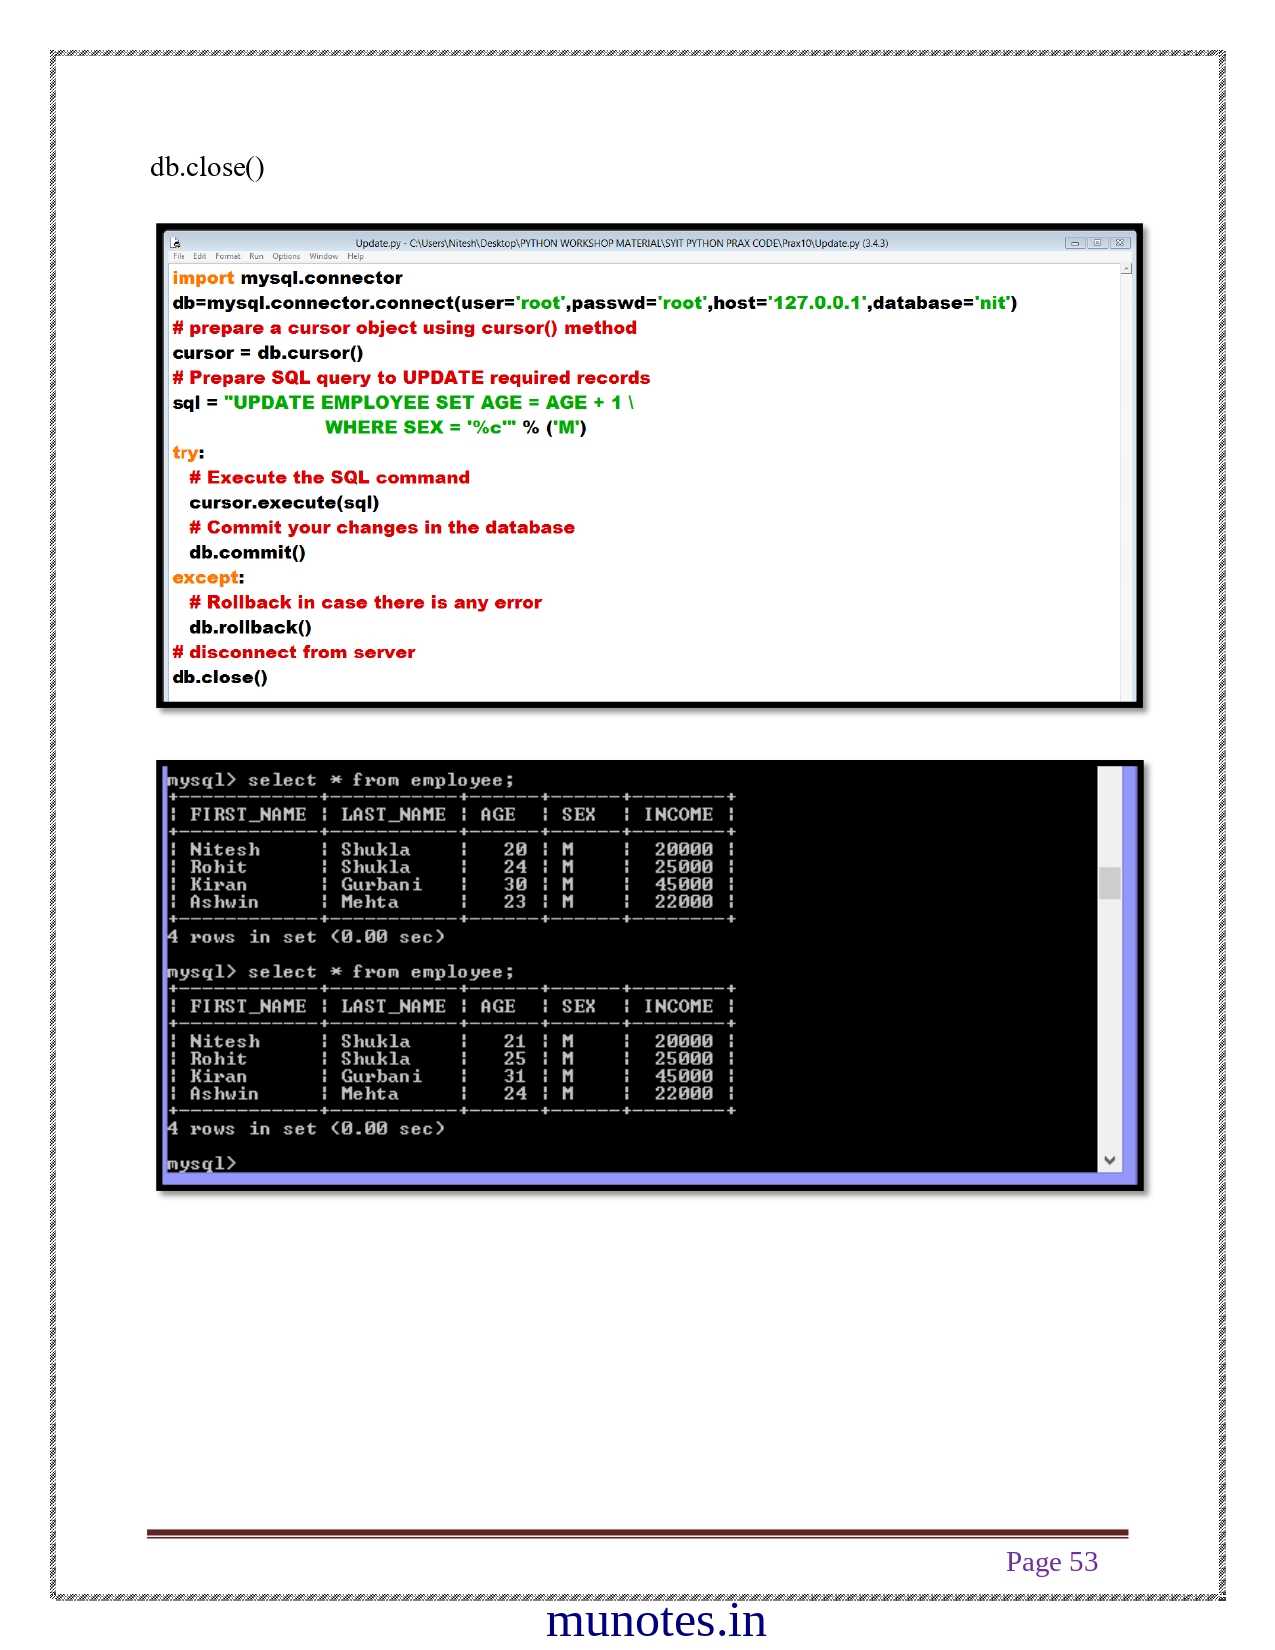 db.close()
Update.py - C:\Users\Nitesh\Desktop\PYTHON WORKSHOP MATERIAL\SYIT PYTHON PRAX CODE\Prax10\Update.py (3.4.3)
File Edit Format Run Options Window Help
import mysql.connector
db=mysql.connector.connect(user='root',passwd='root',host='127.0.0.1',database='nit')
# prepare a cursor object using cursor() method
cursor = db.cursor()
# Prepare SQL query to UPDATE required records
sql = "UPDATE EMPLOYEE SET AGE = AGE + 1 \
WHERE SEX = '%c'" % ('M')
try:
# Execute the SQL command
cursor.execute(sql)
# Commit your changes in the database
db.commit()
except:
# Rollback in case there is any error
db.rollback()
# disconnect from server
db.close()
mysql> select * from employee;
+------------+-----------+------+------+--------+
¦ FIRST_NAME ¦ LAST_NAME ¦ AGE ¦ SEX ¦ INCOME ¦
+------------+-----------+------+------+--------+
¦ Nitesh ¦ Shukla ¦ 20 ¦ M ¦ 20000 ¦
¦ Rohit ¦ Shukla ¦ 24 ¦ M ¦ 25000 ¦
¦ Kiran ¦ Gurbani ¦ 30 ¦ M ¦ 45000 ¦
¦ Ashwin ¦ Mehta ¦ 23 ¦ M ¦ 22000 ¦
+------------+-----------+------+------+--------+
4 rows in set (0.00 sec)
mysql> select * from employee;
+------------+-----------+------+------+--------+
¦ FIRST_NAME ¦ LAST_NAME ¦ AGE ¦ SEX ¦ INCOME ¦
+------------+-----------+------+------+--------+
¦ Nitesh ¦ Shukla ¦ 21 ¦ M ¦ 20000 ¦
¦ Rohit ¦ Shukla ¦ 25 ¦ M ¦ 25000 ¦
¦ Kiran ¦ Gurbani ¦ 31 ¦ M ¦ 45000 ¦
¦ Ashwin ¦ Mehta ¦ 24 ¦ M ¦ 22000 ¦
+------------+-----------+------+------+--------+
4 rows in set (0.00 sec)
mysql>
Page 53
munotes.in